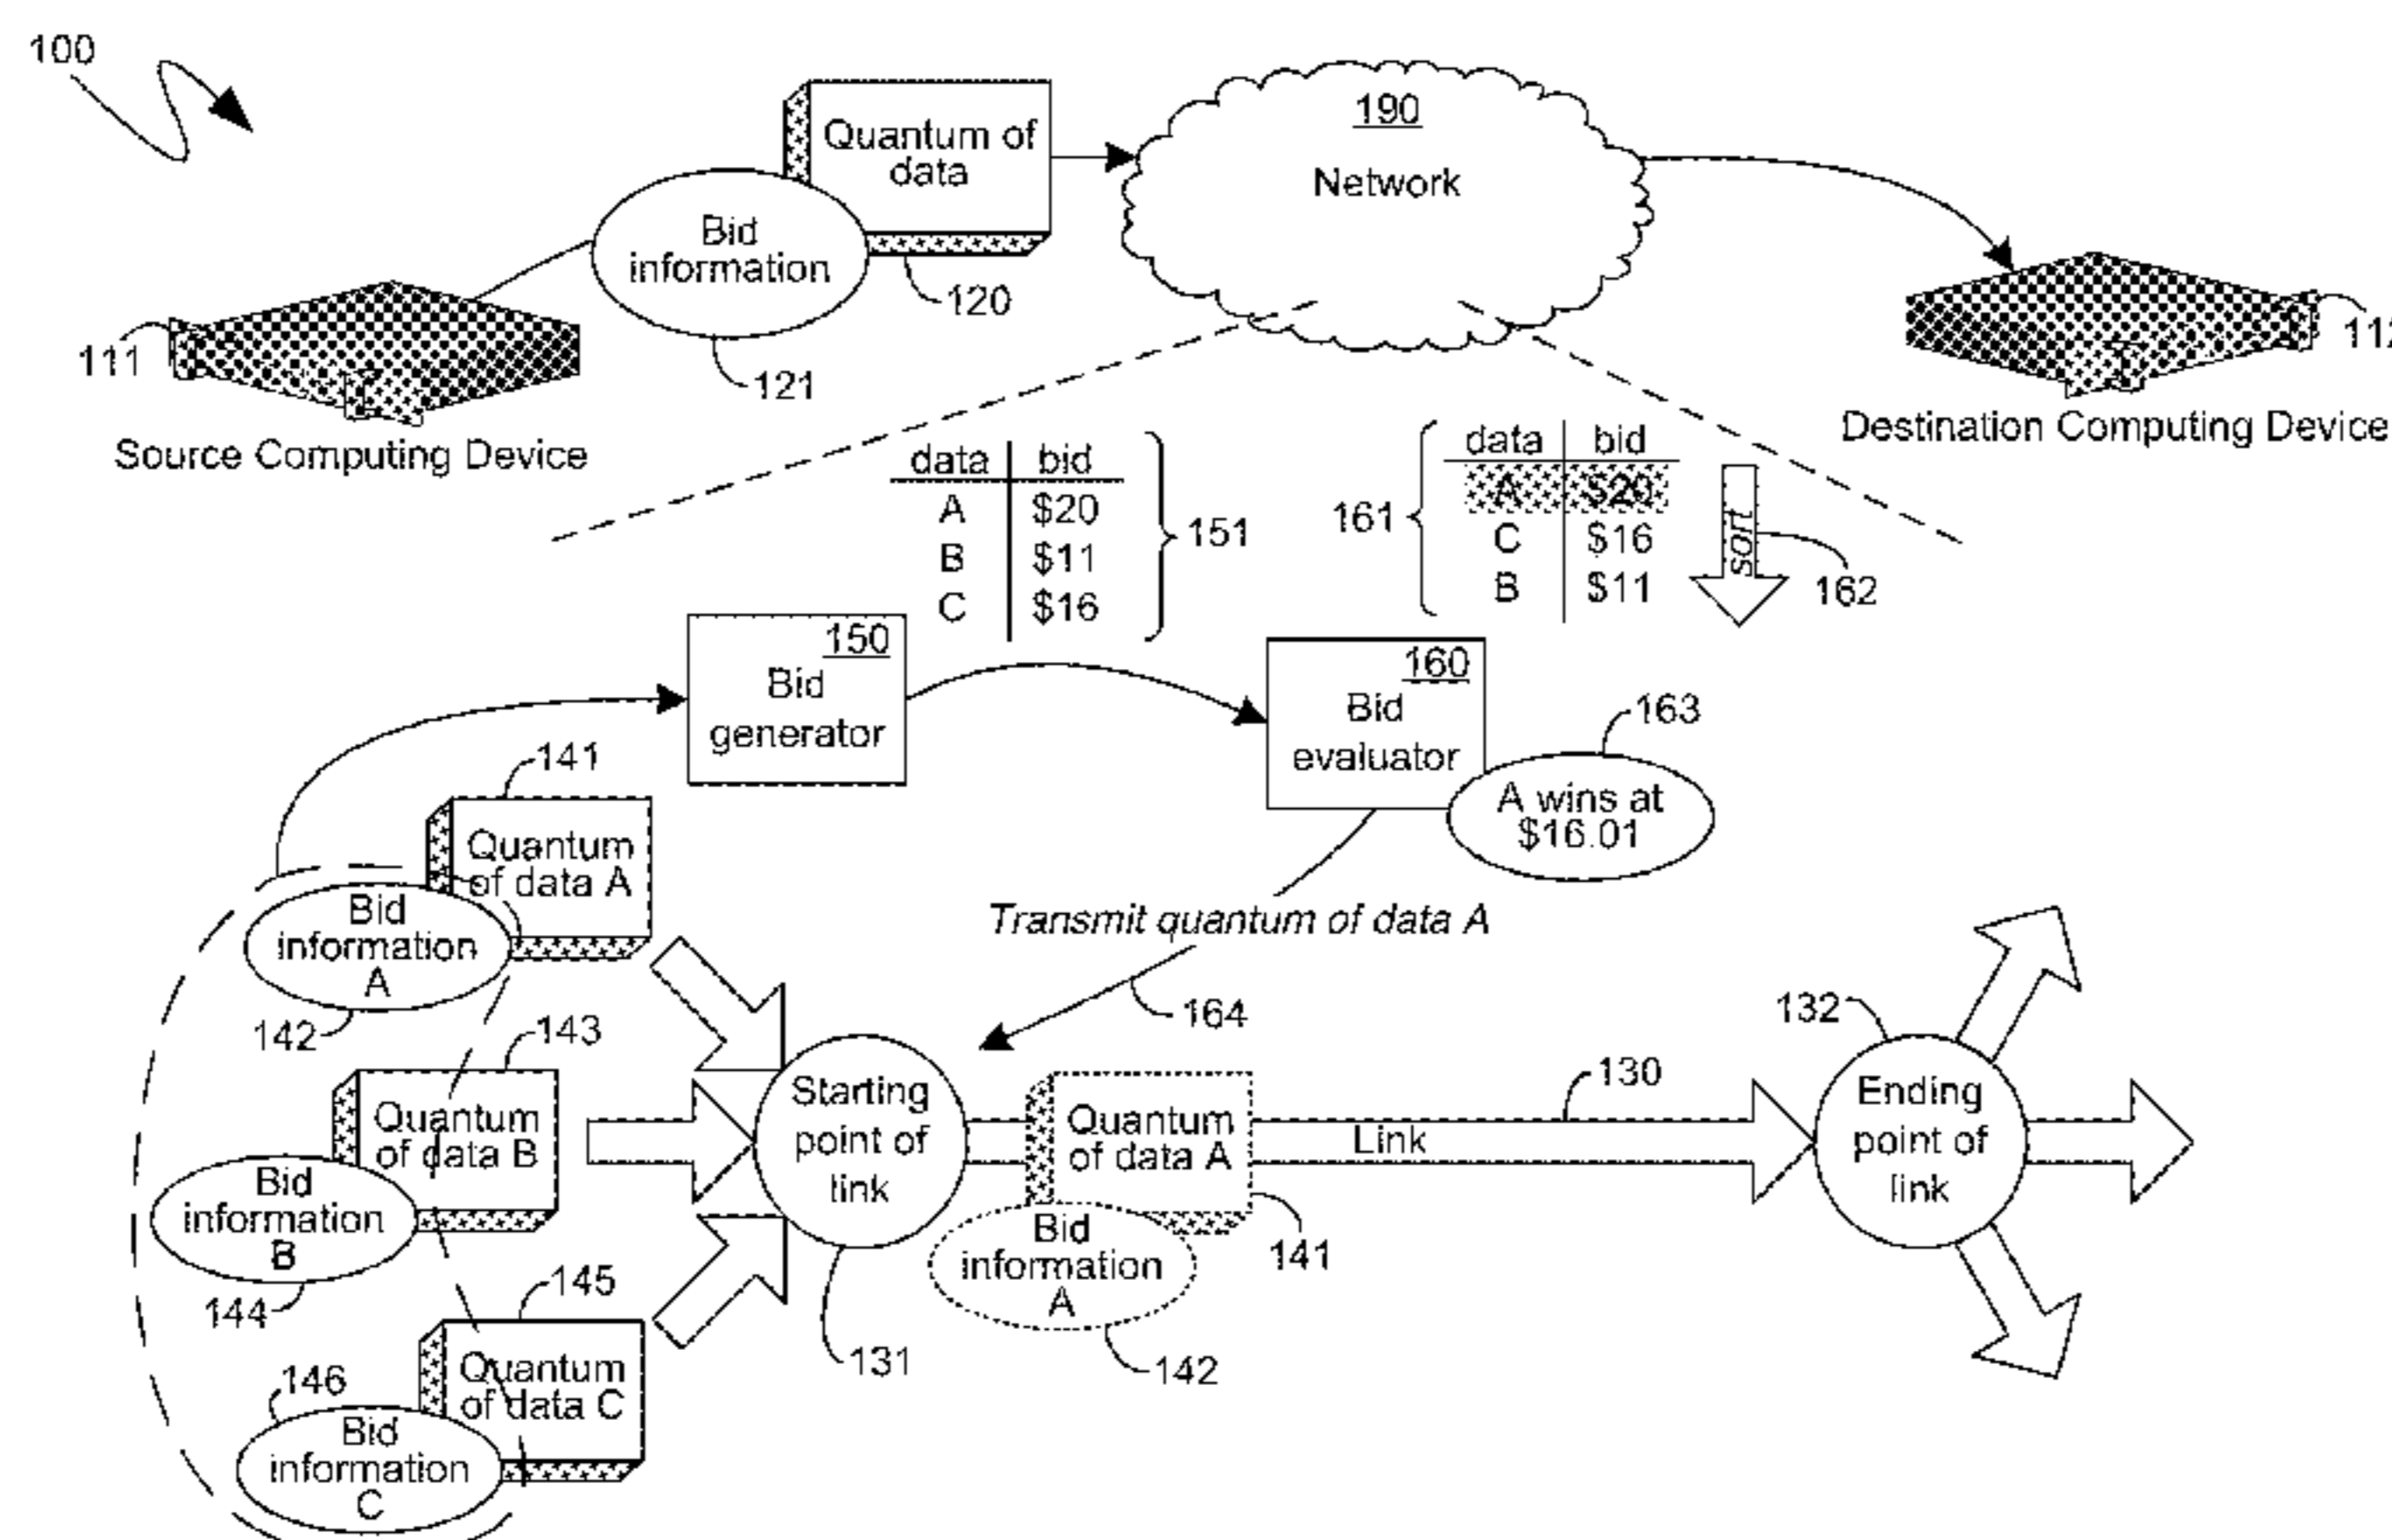 100
190
Network
Quantum of
data
Bid
information
120
121
111
Source Computing Device
Destination Computing Device
data bid
A $20
B $11
C $16
151
161
data bid
A $20
C $16
B $11
sort
162
150
Bid
generator
160
Bid
evaluator
163
A wins at
$16.01
141
Quantum
of data A
Bid
information
A
142
Transmit quantum of data A
164
143
Quantum
of data B
Bid
information
B
144
145
Quantum
of data C
146
Bid
information
C
Starting
point of
link
131
Quantum
of data A
141
Bid
information
A
142
130
Link
132
Ending
point of
link